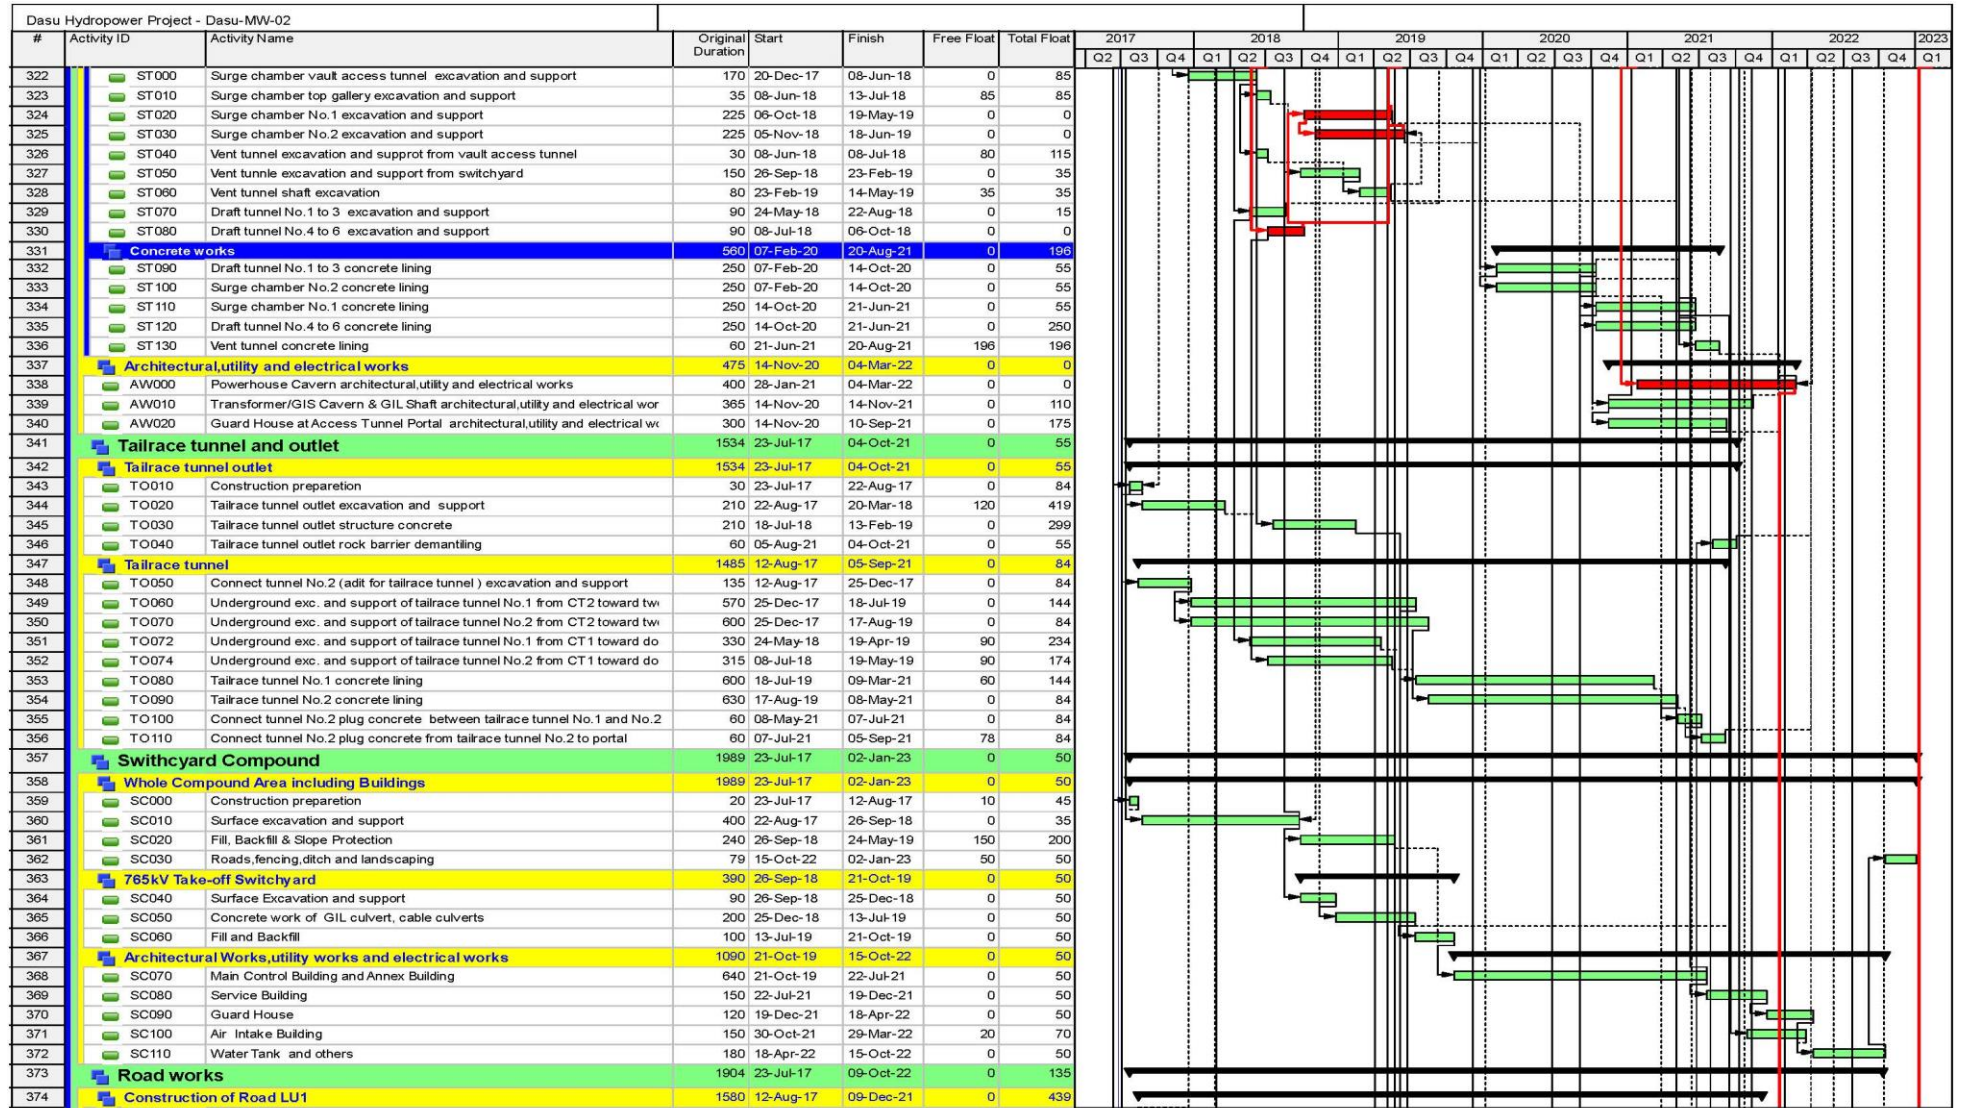 Dasu Hydropower Project - Dasu-MW-02
# Activity ID Activity Name Original Duration Start Finish Free Float Total Float 2017 2018 2019 2020 2021 2022 2023
Q2 Q3 Q4 Q1 Q2 Q3 Q4 Q1 Q2 Q3 Q4 Q1 Q2 Q3 Q4 Q1 Q2 Q3 Q4 Q1 Q2 Q3 Q4 Q1
322 ST000 Surge chamber vault access tunnel excavation and support 170 20-Dec-17 08-Jun-18 0 85
323 ST010 Surge chamber top gallery excavation and support 35 08-Jun-18 13-Jul-18 85 85
324 ST020 Surge chamber No.1 excavation and support 225 06-Oct-18 19-May-19 0 0
325 ST030 Surge chamber No.2 excavation and support 225 05-Nov-18 18-Jun-19 0 0
326 ST040 Vent tunnel excavation and supprot from vault access tunnel 30 08-Jun-18 08-Jul-18 80 115
327 ST050 Vent tunnle excavation and support from switchyard 150 26-Sep-18 23-Feb-19 0 35
328 ST060 Vent tunnel shaft excavation 80 23-Feb-19 14-May-19 35 35
329 ST070 Draft tunnel No.1 to 3 excavation and support 90 24-May-18 22-Aug-18 0 15
330 ST080 Draft tunnel No.4 to 6 excavation and support 90 08-Jul-18 06-Oct-18 0 0
331 Concrete works 560 07-Feb-20 20-Aug-21 0 196
332 ST090 Draft tunnel No.1 to 3 concrete lining 250 07-Feb-20 14-Oct-20 0 55
333 ST100 Surge chamber No.2 concrete lining 250 07-Feb-20 14-Oct-20 0 55
334 ST110 Surge chamber No.1 concrete lining 250 14-Oct-20 21-Jun-21 0 55
335 ST120 Draft tunnel No.4 to 6 concrete lining 250 14-Oct-20 21-Jun-21 0 250
336 ST130 Vent tunnel concrete lining 60 21-Jun-21 20-Aug-21 196 196
337 Architectural,utility and electrical works 475 14-Nov-20 04-Mar-22 0 0
338 AW000 Powerhouse Cavern architectural,utility and electrical works 400 28-Jan-21 04-Mar-22 0 0
339 AW010 Transformer/GIS Cavern & GIL Shaft architectural,utility and electrical wor 365 14-Nov-20 14-Nov-21 0 110
340 AW020 Guard House at Access Tunnel Portal architectural,utility and electrical wo 300 14-Nov-20 10-Sep-21 0 175
341 Tailrace tunnel and outlet 1534 23-Jul-17 04-Oct-21 0 55
342 Tailrace tunnel outlet 1534 23-Jul-17 04-Oct-21 0 55
343 TO010 Construction preparetion 30 23-Jul-17 22-Aug-17 0 84
344 TO020 Tailrace tunnel outlet excavation and support 210 22-Aug-17 20-Mar-18 120 419
345 TO030 Tailrace tunnel outlet structure concrete 210 18-Jul-18 13-Feb-19 0 299
346 TO040 Tailrace tunnel outlet rock barrier demantiling 60 05-Aug-21 04-Oct-21 0 55
347 Tailrace tunnel 1485 12-Aug-17 05-Sep-21 0 84
348 TO050 Connect tunnel No.2 (adit for tailrace tunnel ) excavation and support 135 12-Aug-17 25-Dec-17 0 84
349 TO060 Underground exc. and support of tailrace tunnel No.1 from CT2 toward two 570 25-Dec-17 18-Jul-19 0 144
350 TO070 Underground exc. and support of tailrace tunnel No.2 from CT2 toward two 600 25-Dec-17 17-Aug-19 0 84
351 TO072 Underground exc. and support of tailrace tunnel No.1 from CT1 toward do 330 24-May-18 19-Apr-19 90 234
352 TO074 Underground exc. and support of tailrace tunnel No.2 from CT1 toward do 315 08-Jul-18 19-May-19 90 174
353 TO080 Tailrace tunnel No.1 concrete lining 600 18-Jul-19 09-Mar-21 60 144
354 TO090 Tailrace tunnel No.2 concrete lining 630 17-Aug-19 08-May-21 0 84
355 TO100 Connect tunnel No.2 plug concrete between tailrace tunnel No.1 and No.2 60 08-May-21 07-Jul-21 0 84
356 TO110 Connect tunnel No.2 plug concrete from tailrace tunnel No.2 to portal 60 07-Jul-21 05-Sep-21 78 84
357 Swithcyard Compound 1989 23-Jul-17 02-Jan-23 0 50
358 Whole Compound Area including Buildings 1989 23-Jul-17 02-Jan-23 0 50
359 SC000 Construction preparetion 20 23-Jul-17 12-Aug-17 10 45
360 SC010 Surface excavation and support 400 22-Aug-17 26-Sep-18 0 35
361 SC020 Fill, Backfill & Slope Protection 240 26-Sep-18 24-May-19 150 200
362 SC030 Roads,fencing,ditch and landscaping 79 15-Oct-22 02-Jan-23 50 50
363 765kV Take-off Switchyard 390 26-Sep-18 21-Oct-19 0 50
364 SC040 Surface Excavation and support 90 26-Sep-18 25-Dec-18 0 50
365 SC050 Concrete work of GIL culvert, cable culverts 200 25-Dec-18 13-Jul-19 0 50
366 SC060 Fill and Backfill 100 13-Jul-19 21-Oct-19 0 50
367 Architectural Works,utility works and electrical works 1090 21-Oct-19 15-Oct-22 0 50
368 SC070 Main Control Building and Annex Building 640 21-Oct-19 22-Jul-21 0 50
369 SC080 Service Building 150 22-Jul-21 19-Dec-21 0 50
370 SC090 Guard House 120 19-Dec-21 18-Apr-22 0 50
371 SC100 Air Intake Building 150 30-Oct-21 29-Mar-22 20 70
372 SC110 Water Tank and others 180 18-Apr-22 15-Oct-22 0 50
373 Road works 1904 23-Jul-17 09-Oct-22 0 135
374 Construction of Road LU1 1580 12-Aug-17 09-Dec-21 0 439